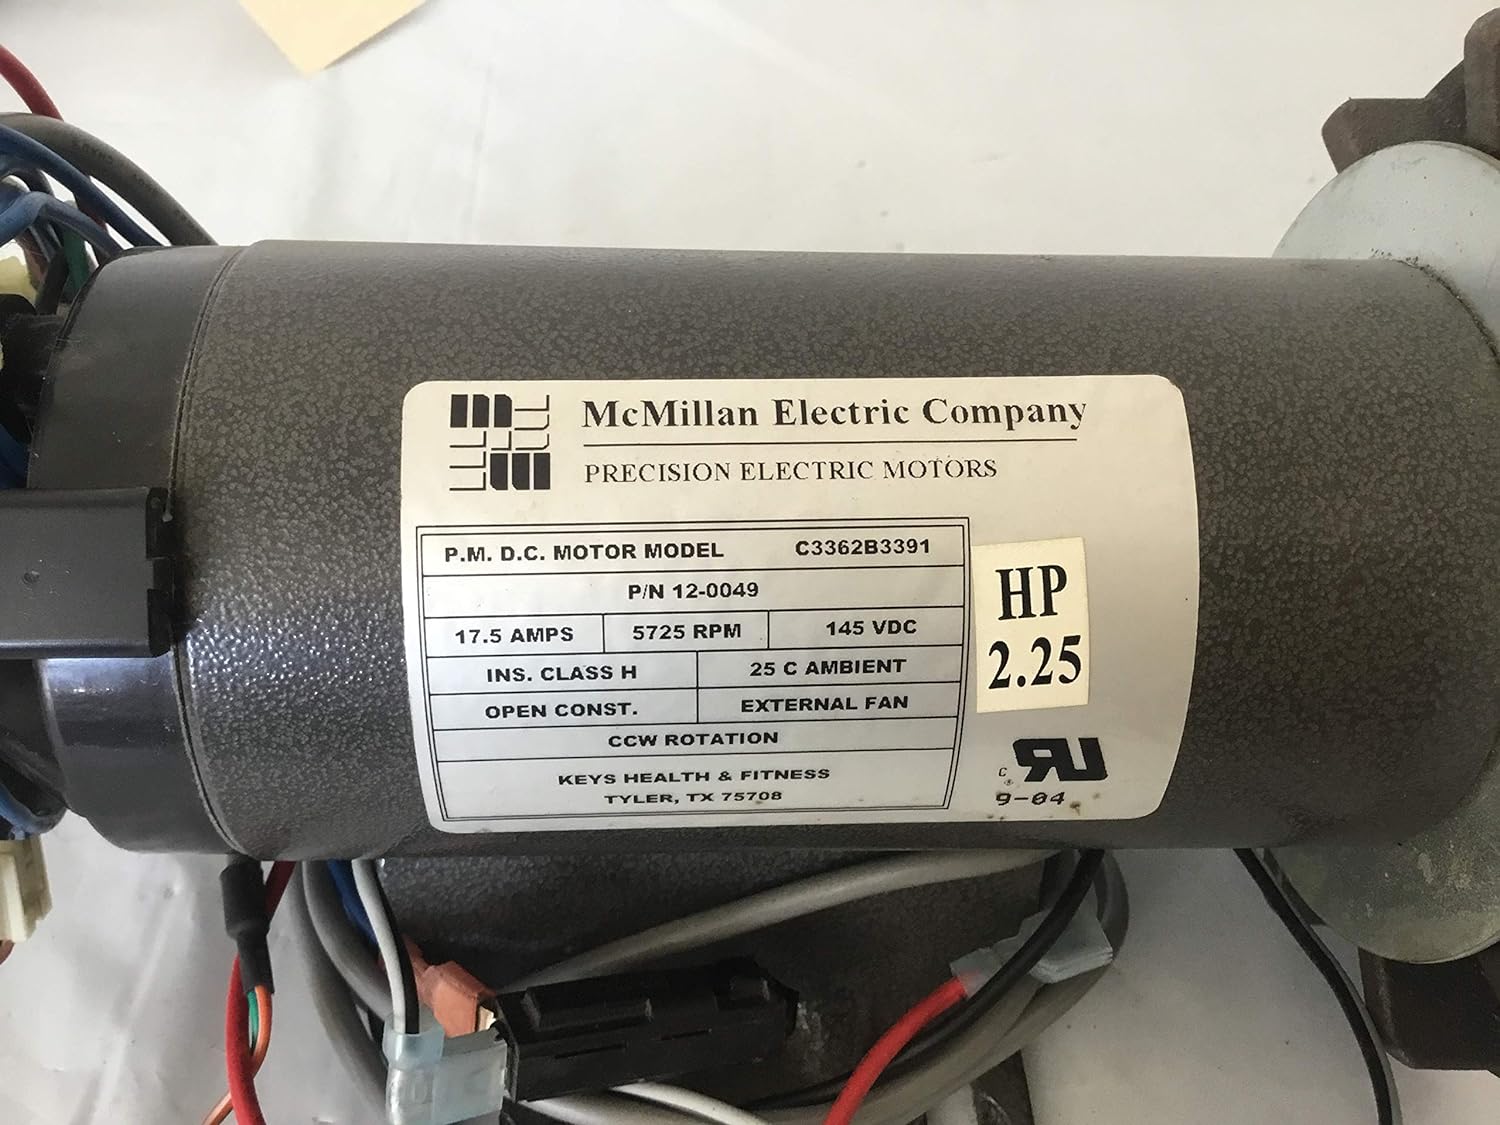 McMillan Electric Company
PRECISION ELECTRIC MOTORS
P.M. D.C. MOTOR MODEL C3362B3391
P/N 12-0049
17.5 AMPS 5725 RPM 145 VDC
INS. CLASS H 25 C AMBIENT
OPEN CONST. EXTERNAL FAN
CCW ROTATION
KEYS HEALTH & FITNESS
TYLER, TX 75708
HP
2.25
C RU ®
9-04